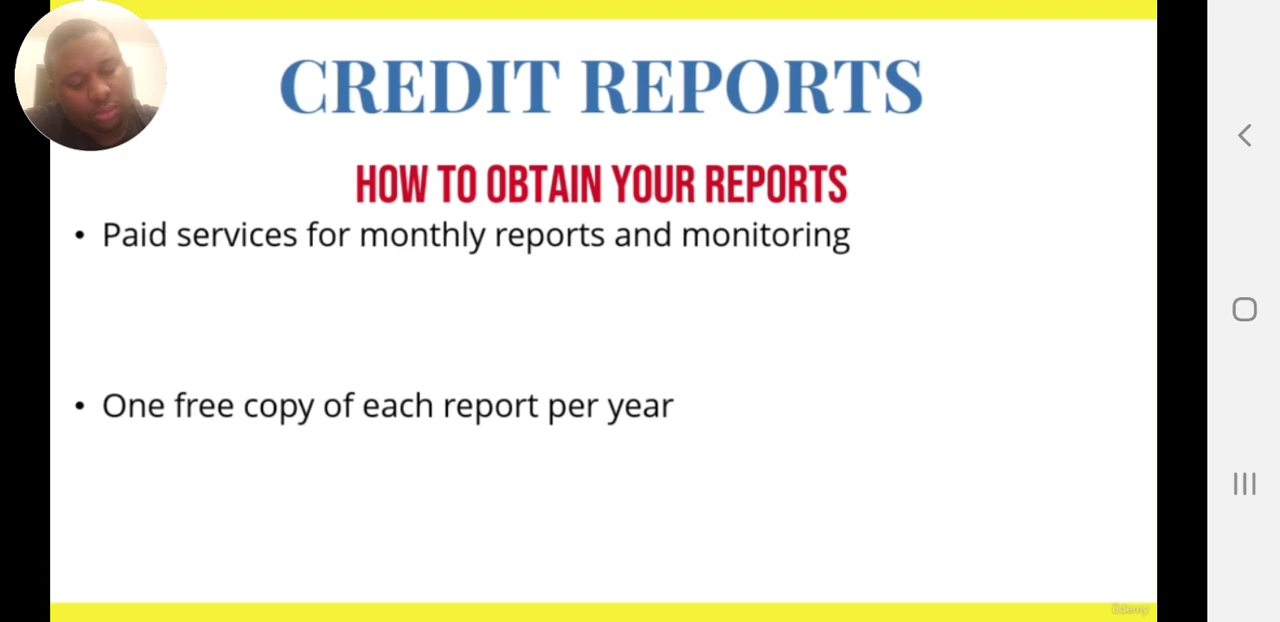 CREDIT REPORTS
HOW TO OBTAIN YOUR REPORTS
• Paid services for monthly reports and monitoring
• One free copy of each report per year
Udemy